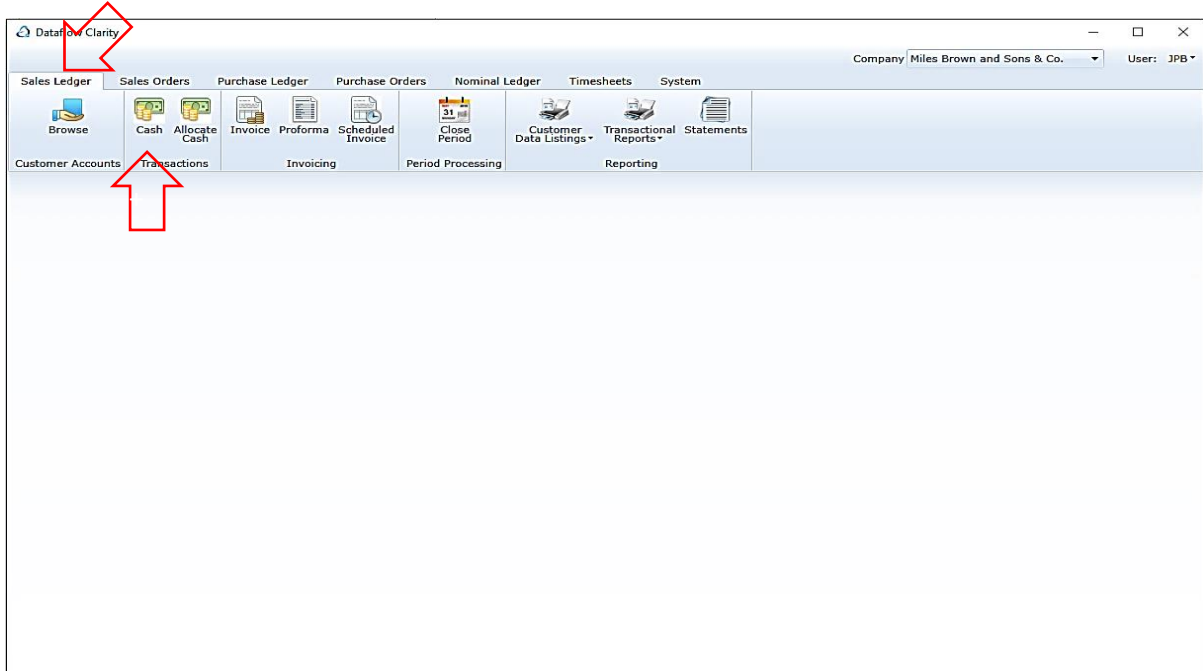 Dataflow Clarity
Company Miles Brown and Sons & Co. User: JPB
Sales Ledger Sales Orders Purchase Ledger Purchase Orders Nominal Ledger Timesheets System
31
Browse Cash Allocate Cash Invoice Proforma Scheduled Invoice Close Period Customer Data Listings Transactional Reports Statements
Customer Accounts Transactions Invoicing Period Processing Reporting